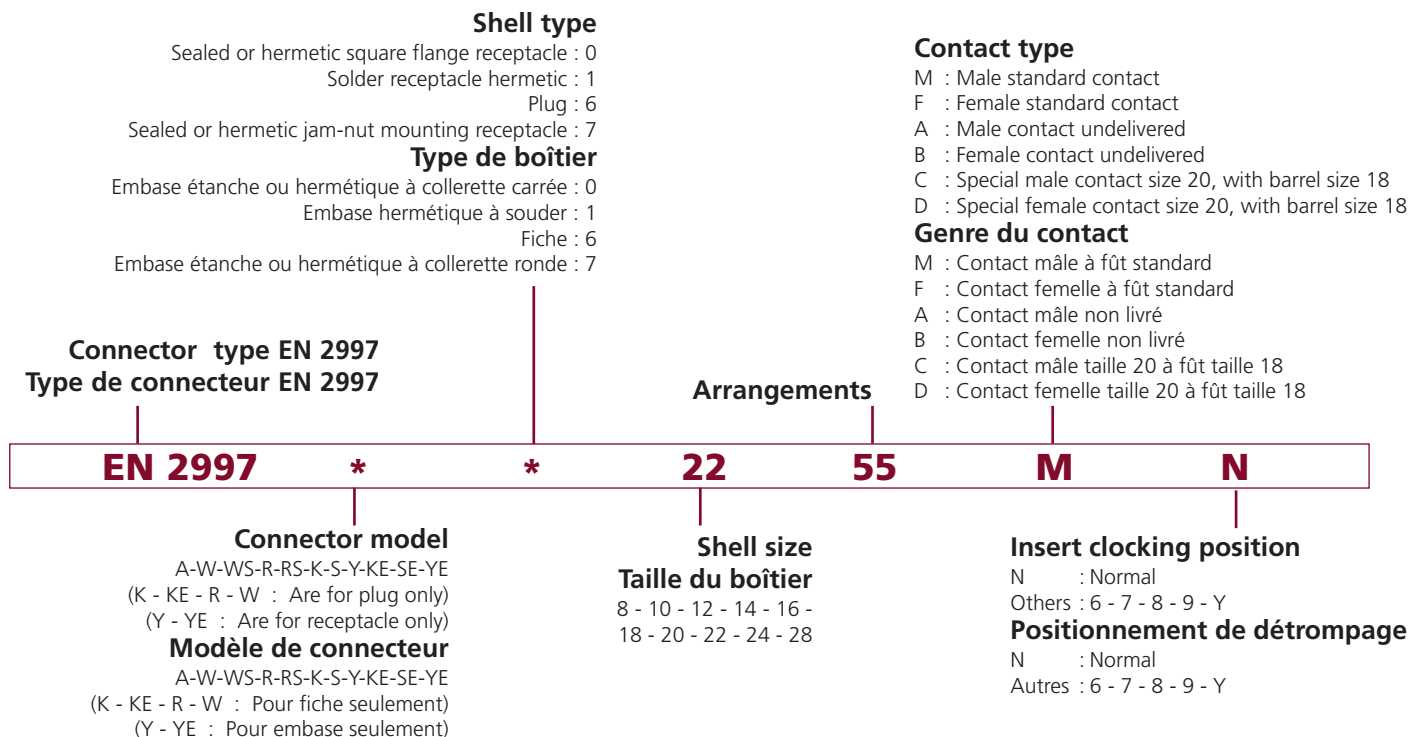 Shell type
Sealed or hermetic square flange receptacle : 0
Solder receptacle hermetic : 1
Plug : 6
Sealed or hermetic jam-nut mounting receptacle : 7
Type de boîtier
Embase étanche ou hermétique à collerette carrée : 0
Embase hermétique à souder : 1
Fiche : 6
Embase étanche ou hermétique à collerette ronde : 7
Contact type
M : Male standard contact
F : Female standard contact
A : Male contact undelivered
B : Female contact undelivered
C : Special male contact size 20, with barrel size 18
D : Special female contact size 20, with barrel size 18
Genre du contact
M : Contact mâle à fût standard
F : Contact femelle à fût standard
A : Contact mâle non livré
B : Contact femelle non livré
C : Contact mâle taille 20 à fût taille 18
D : Contact femelle taille 20 à fût taille 18
Connector type EN 2997
Type de connecteur EN 2997
Arrangements
EN 2997 * * 22 55 M N
Connector model
A-W-WS-R-RS-K-S-Y-KE-SE-YE
(K - KE - R - W : Are for plug only)
(Y - YE : Are for receptacle only)
Modèle de connecteur
A-W-WS-R-RS-K-S-Y-KE-SE-YE
(K - KE - R - W : Pour fiche seulement)
(Y - YE : Pour embase seulement)
Shell size
Taille du boîtier
8 - 10 - 12 - 14 - 16 -
18 - 20 - 22 - 24 - 28
Insert clocking position
N : Normal
Others : 6 - 7 - 8 - 9 - Y
Positionnement de détrompage
N : Normal
Autres : 6 - 7 - 8 - 9 - Y